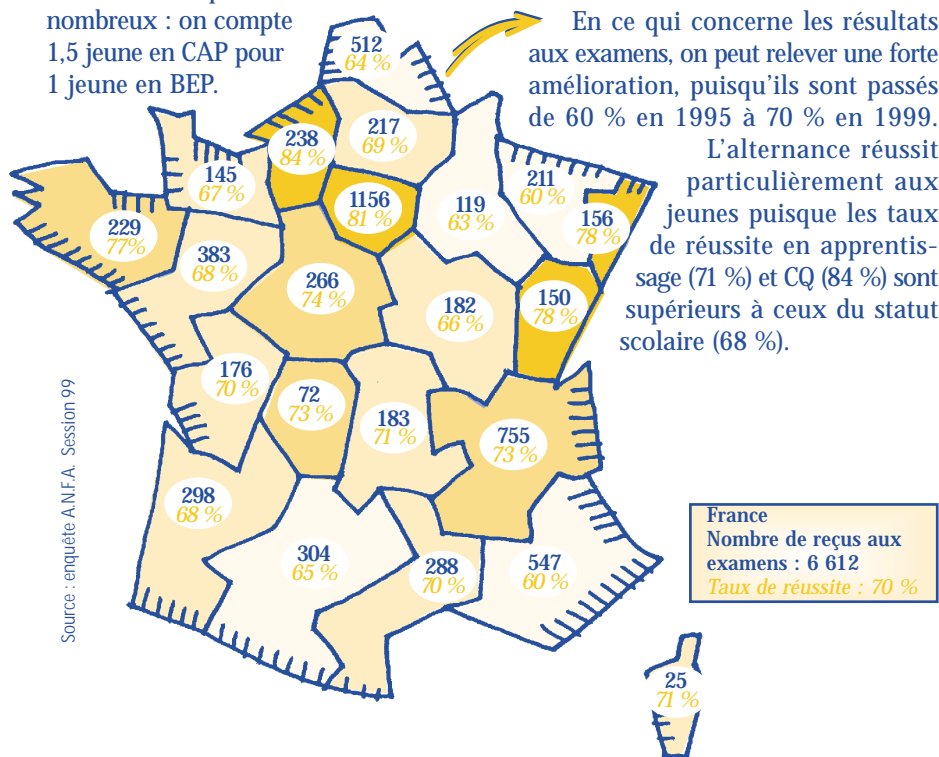 nombreux : on compte
1,5 jeune en CAP pour
1 jeune en BEP.
En ce qui concerne les résultats
aux examens, on peut relever une forte
amélioration, puisqu'ils sont passés
de 60 % en 1995 à 70 % en 1999.
L'alternance réussit
particulièrement aux
jeunes puisque les taux
de réussite en apprentis-
sage (71 %) et CQ (84 %) sont
supérieurs à ceux du statut
scolaire (68 %).
512
64 %
238
84 %
217
69 %
145
67 %
1156
81 %
119
63 %
211
60 %
156
78 %
229
77%
383
68 %
266
74 %
182
66 %
150
78 %
176
70 %
72
73 %
183
71 %
755
73 %
298
68 %
304
65 %
288
70 %
547
60 %
25
71 %
France
Nombre de reçus aux
examens : 6 612
Taux de réussite : 70 %
Source : enquête A.N.F.A. Session 99